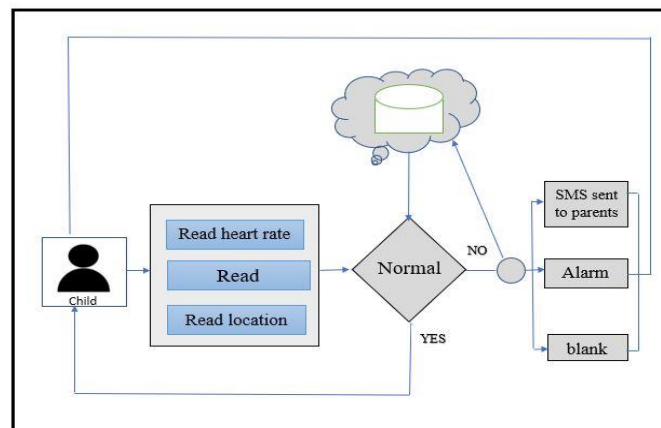 SMS sent
to parents
Read heart rate
NO
Normal
Read
Alarm
Child
Read location
YES
blank